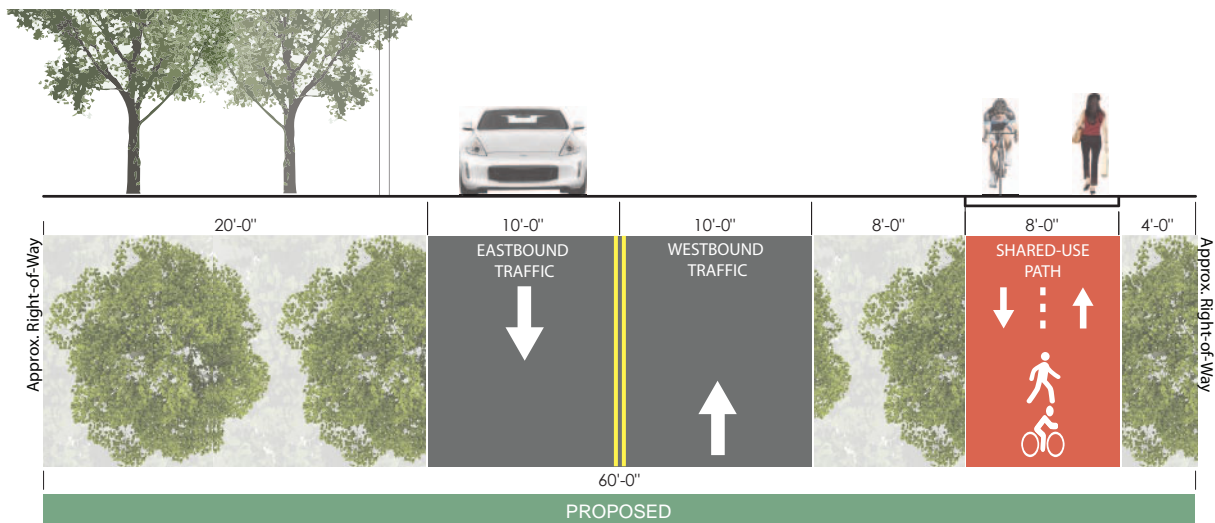 20'-0"
10'-0"
10'-0"
8'-0"
8'-0"
4'-0"
Approx. Right-of-Way
EASTBOUND
TRAFFIC
WESTBOUND
TRAFFIC
SHARED-USE
PATH
Approx. Right-of-Way
60'-0"
PROPOSED